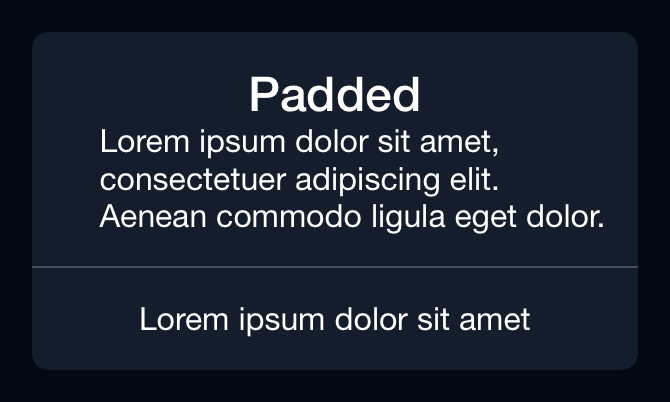 Padded
Lorem ipsum dolor sit amet,
consectetuer adipiscing elit.
Aenean commodo ligula eget dolor.
Lorem ipsum dolor sit amet